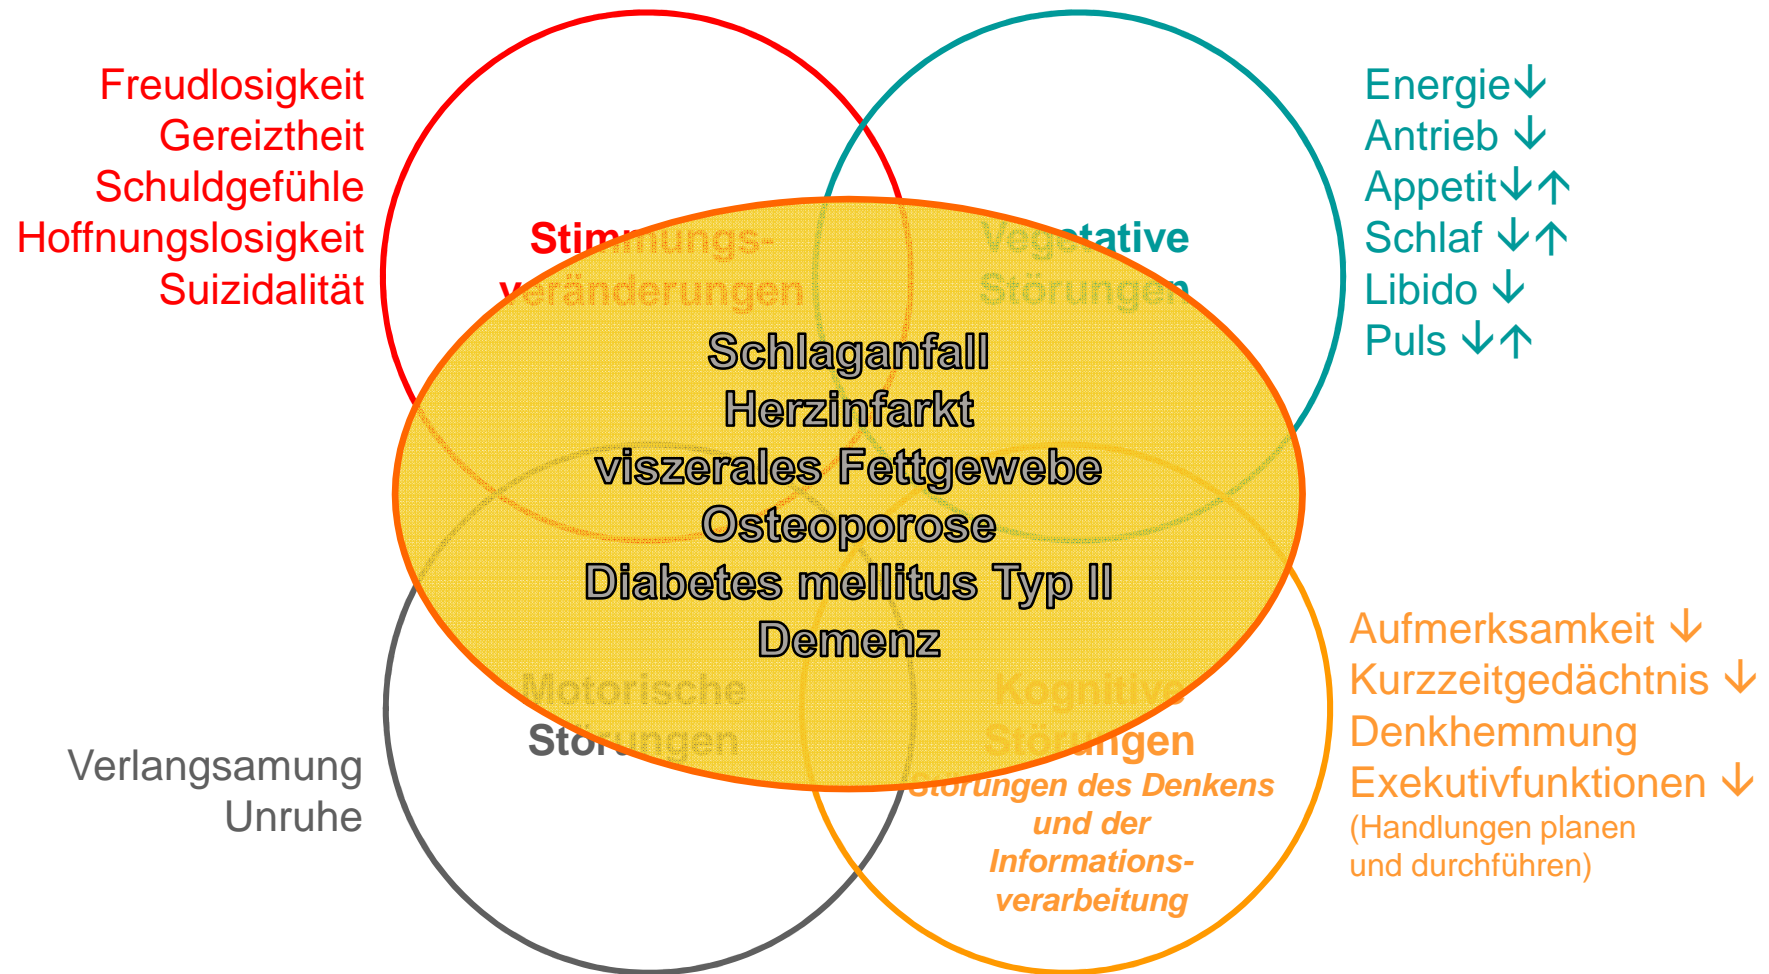 Freudlosigkeit
Gereiztheit
Schuldgefühle
Hoffnungslosigkeit
Suizidalität
Stimmungs-
veränderungen
Vegetative
Störungen
Energie↓
Antrieb ↓
Appetit↓↑
Schlaf ↓↑
Libido ↓
Puls ↓↑
Schlaganfall
Herzinfarkt
viszerales Fettgewebe
Osteoporose
Diabetes mellitus Typ II
Demenz
Motorische
Störungen
Verlangsamung
Unruhe
Kognitive
Störungen
Störungen des Denkens
und der
Informations-
verarbeitung
Aufmerksamkeit ↓
Kurzzeitgedächtnis ↓
Denkhemmung
Exekutivfunktionen ↓
(Handlungen planen
und durchführen)